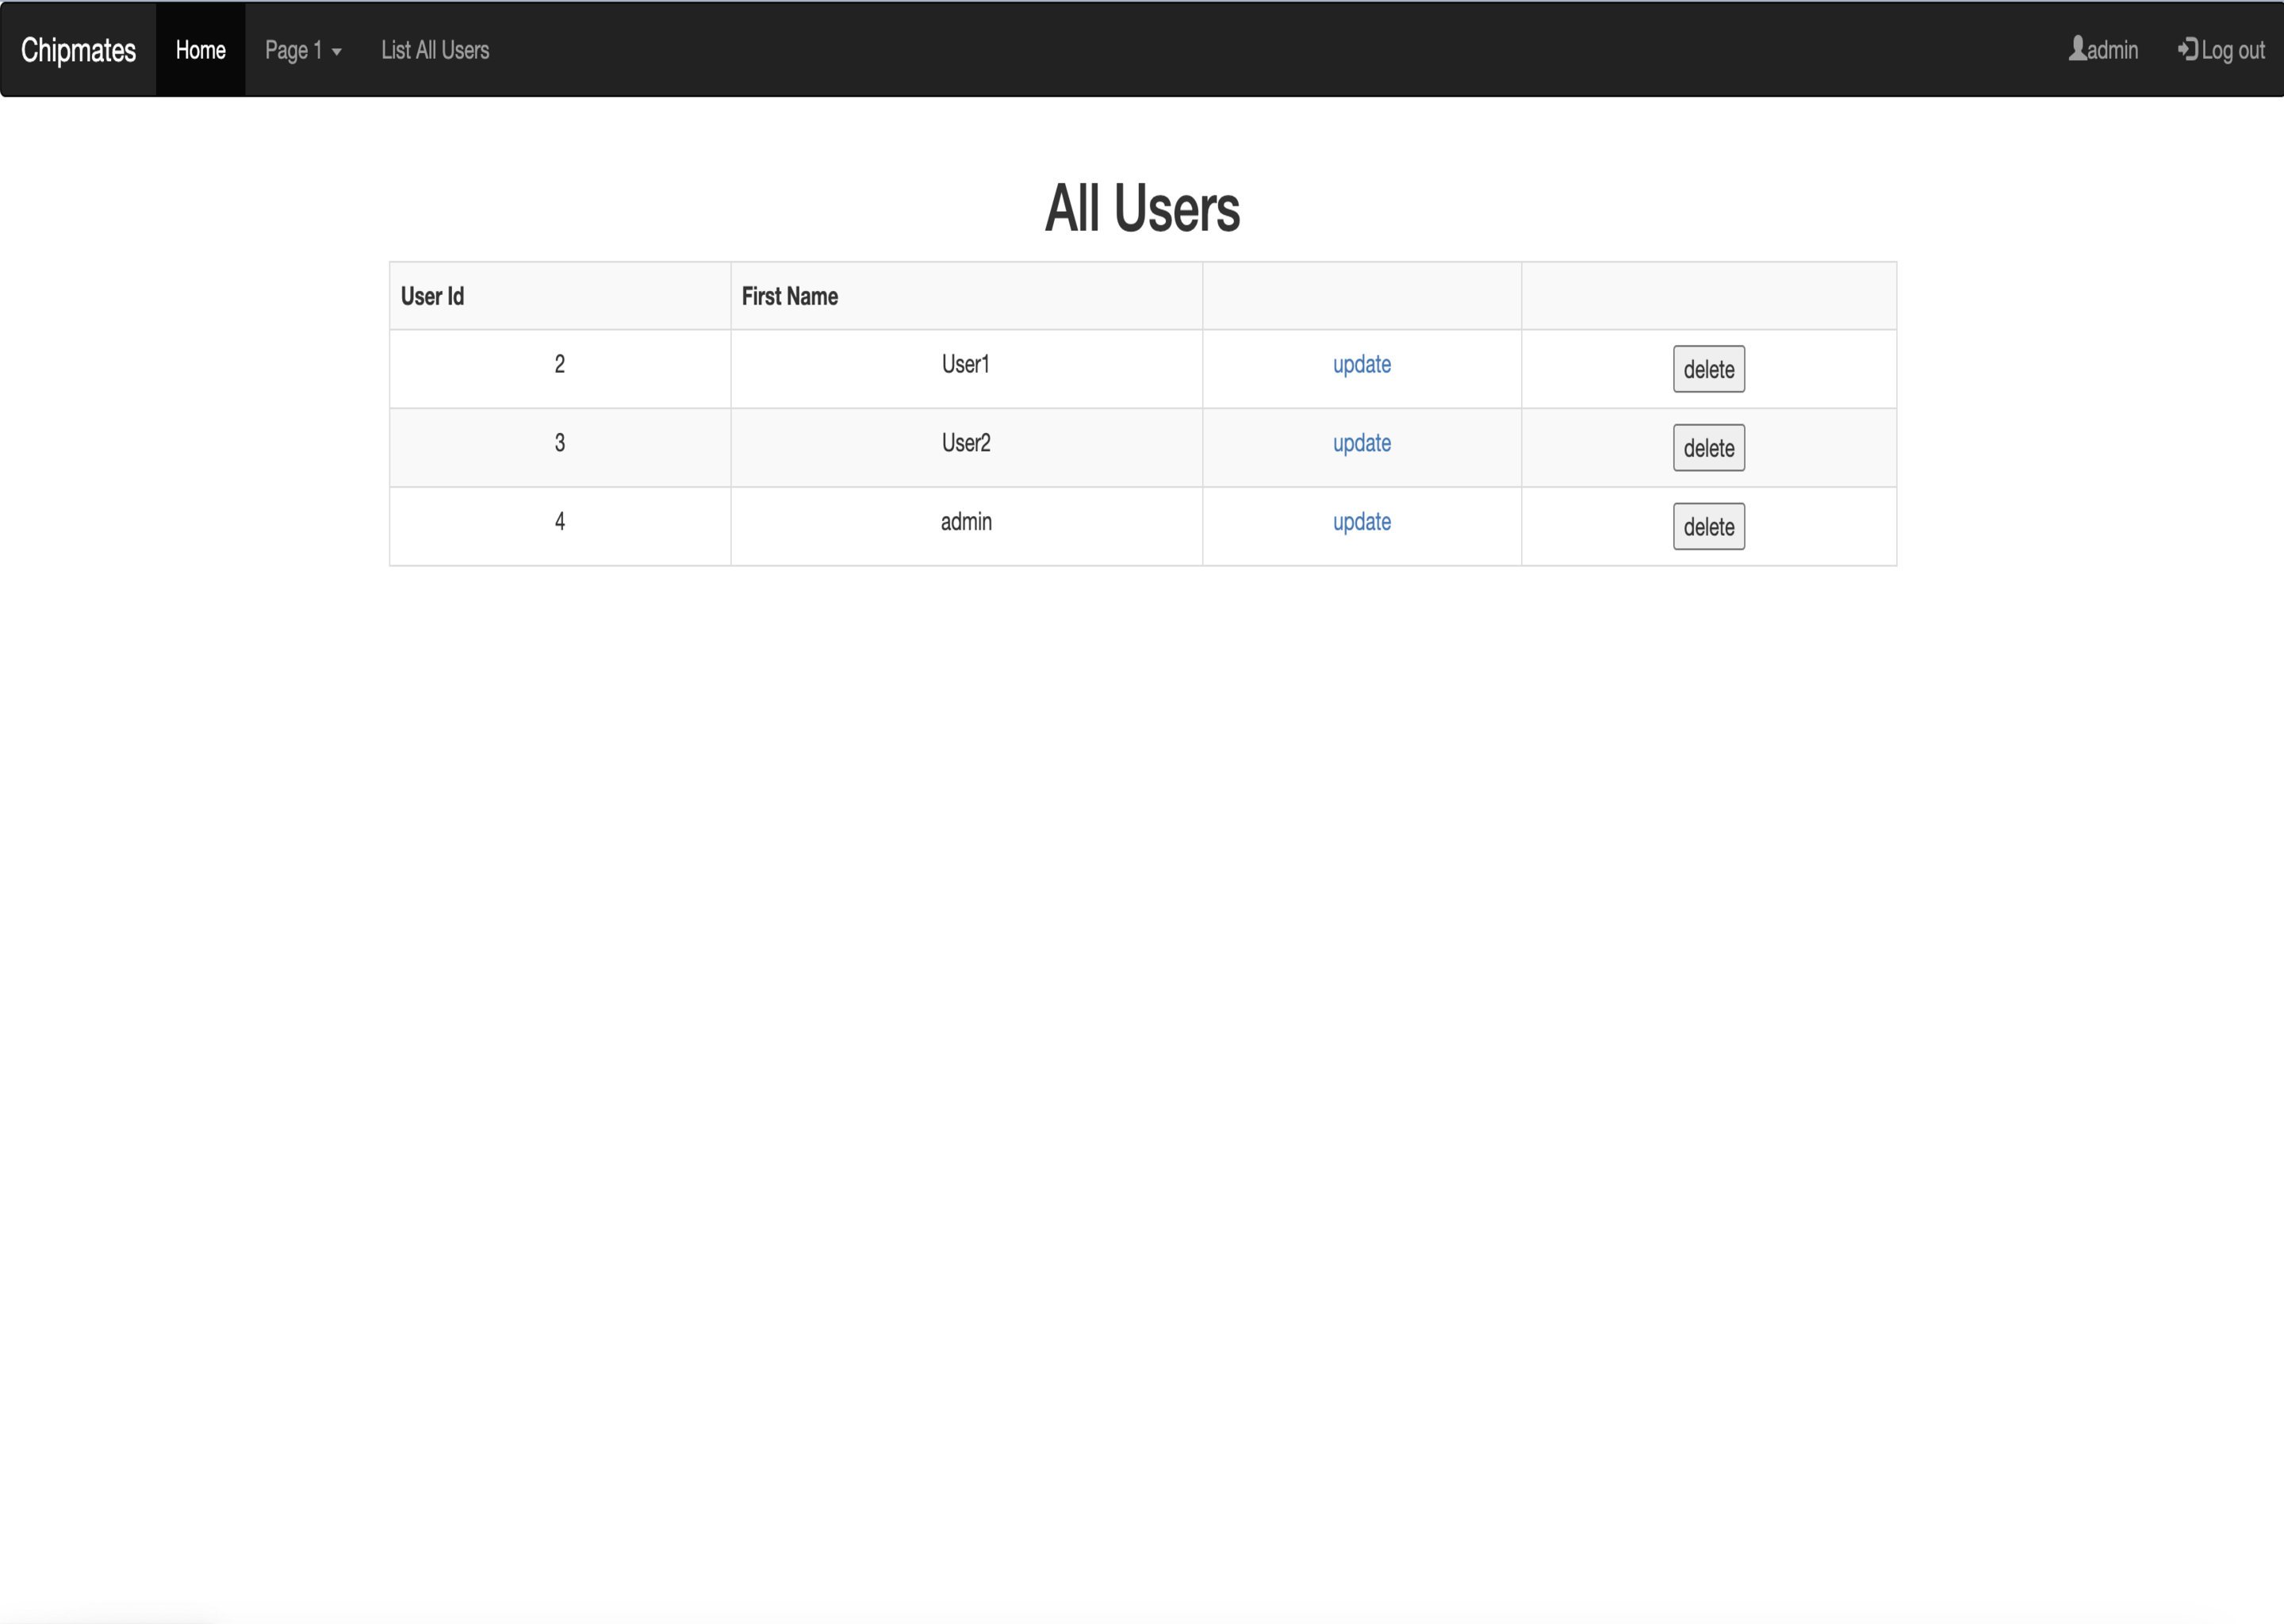 Chipmates Home Page 1 List All Users admin Log out
All Users
User Id First Name
2 User1 update delete
3 User2 update delete
4 admin update delete